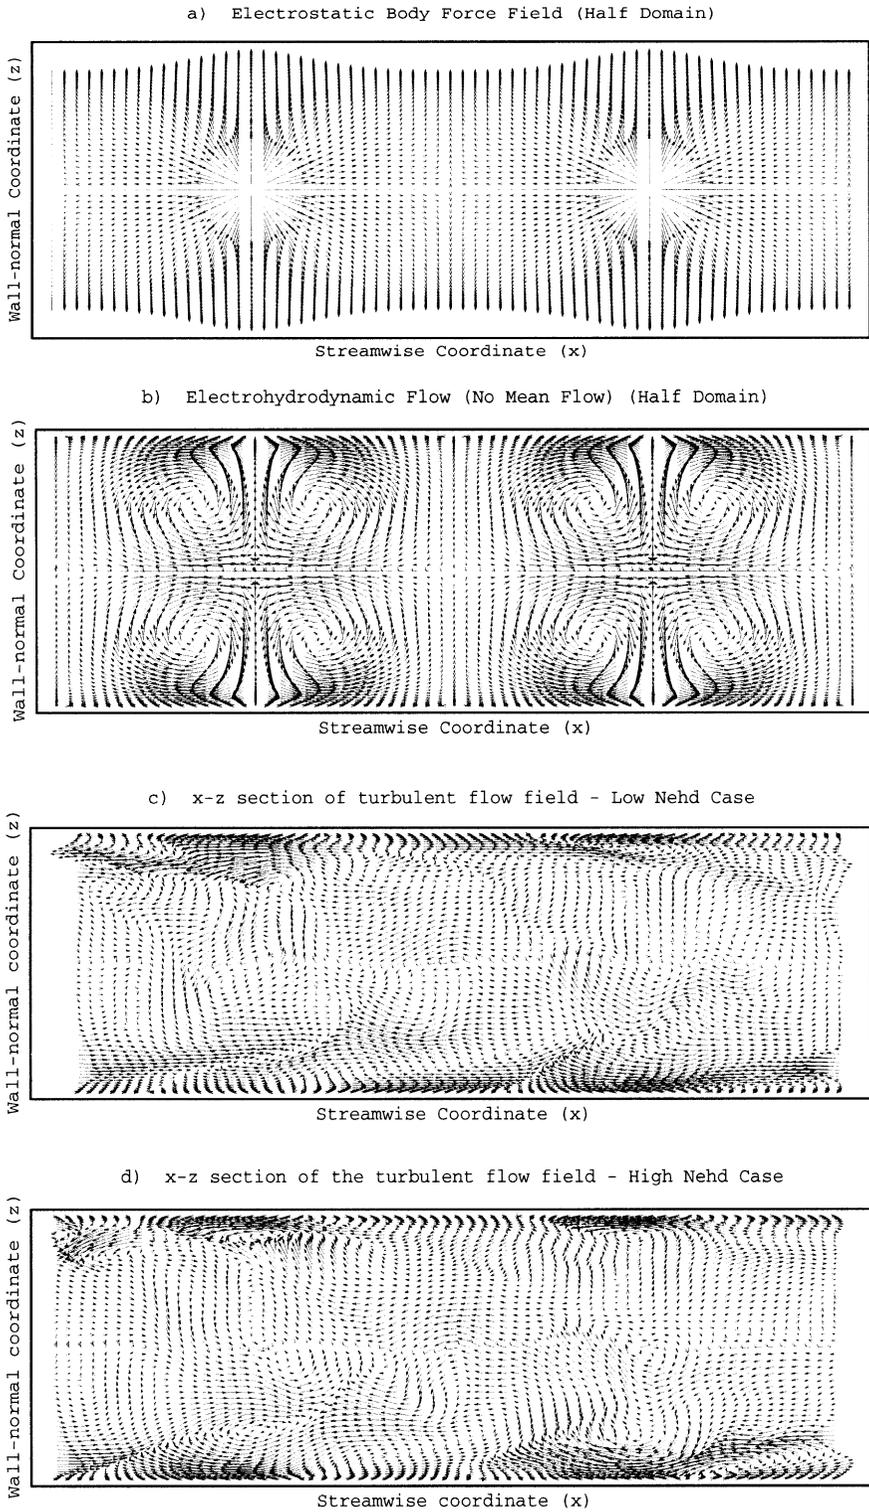 a) Electrostatic Body Force Field (Half Domain)
Wall-normal Coordinate (z)
Streamwise Coordinate (x)
b) Electrohydrodynamic Flow (No Mean Flow) (Half Domain)
Wall-normal Coordinate (z)
Streamwise Coordinate (x)
c) x-z section of turbulent flow field - Low Nehd Case
Wall-normal coordinate (z)
Streamwise Coordinate (x)
d) x-z section of the turbulent flow field - High Nehd Case
Wall-normal coordinate (z)
Streamwise coordinate (x)